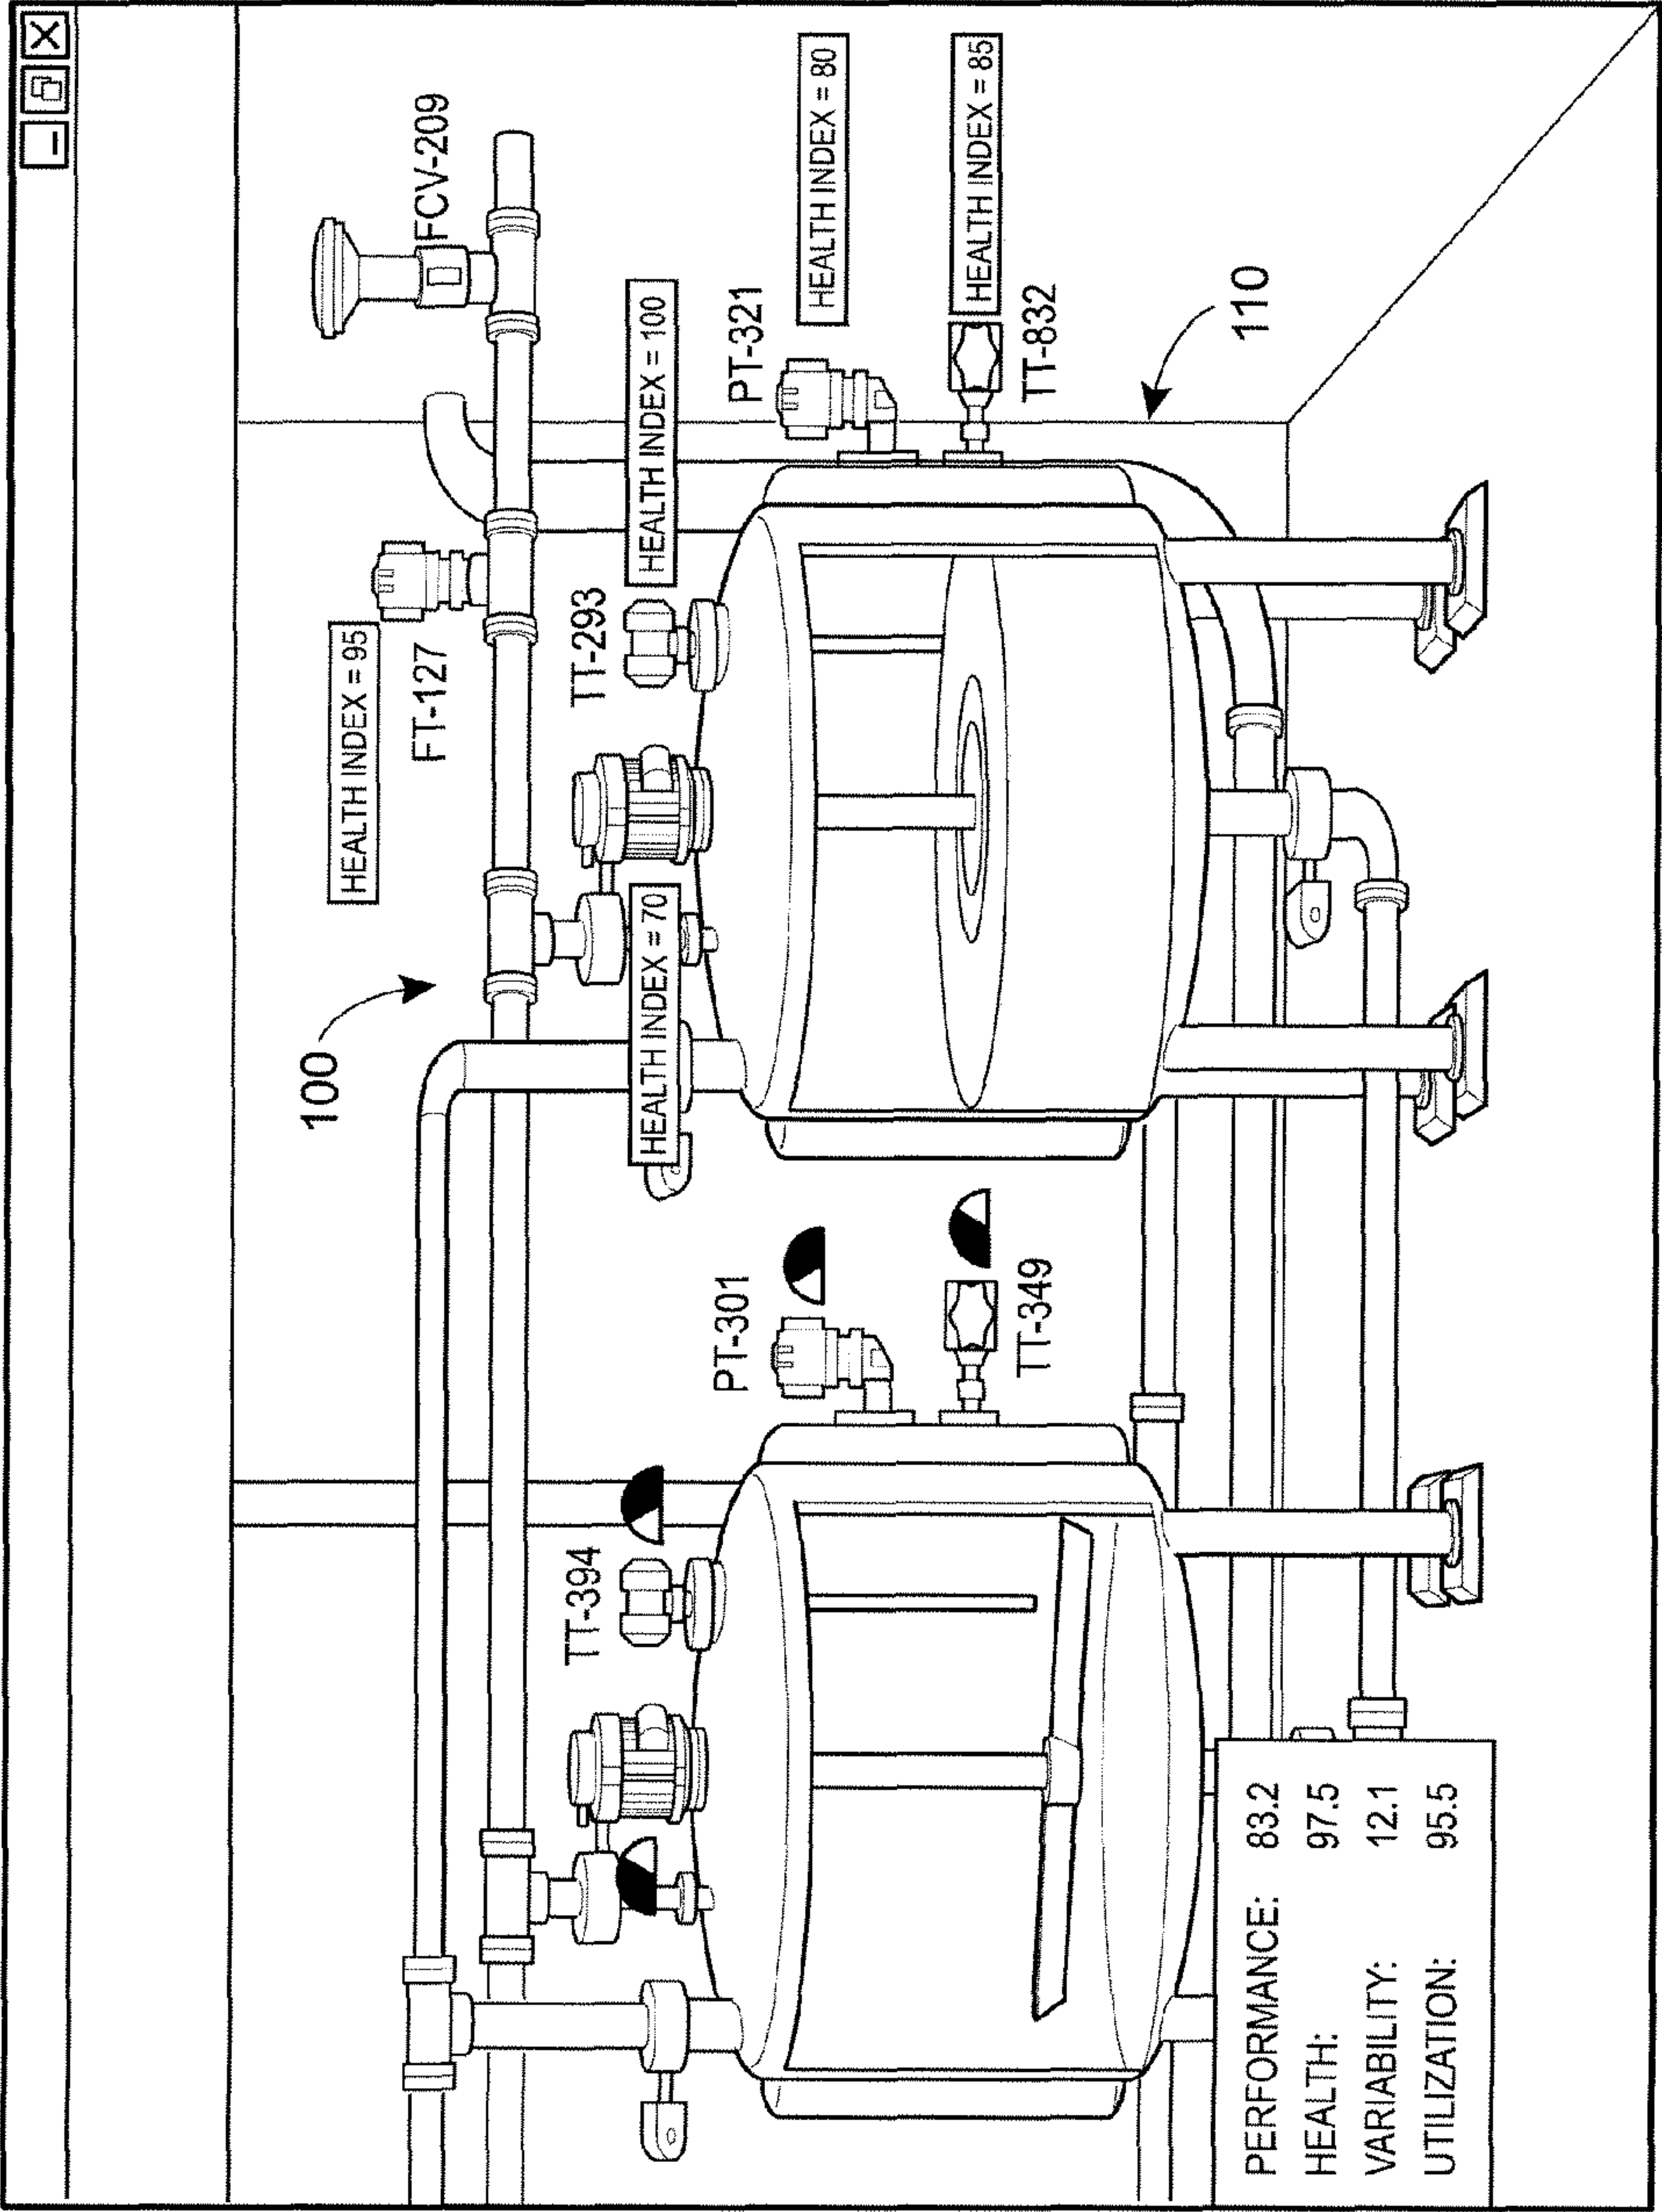 100
HEALTH INDEX = 95
FT-127
FCV-209
TT-394
TT-293
HEALTH INDEX = 70
HEALTH INDEX = 100
PT-301
PT-321
HEALTH INDEX = 80
HEALTH INDEX = 85
TT-349
TT-832
110
PERFORMANCE: 83.2
HEALTH: 97.5
VARIABILITY: 12.1
UTILIZATION: 95.5